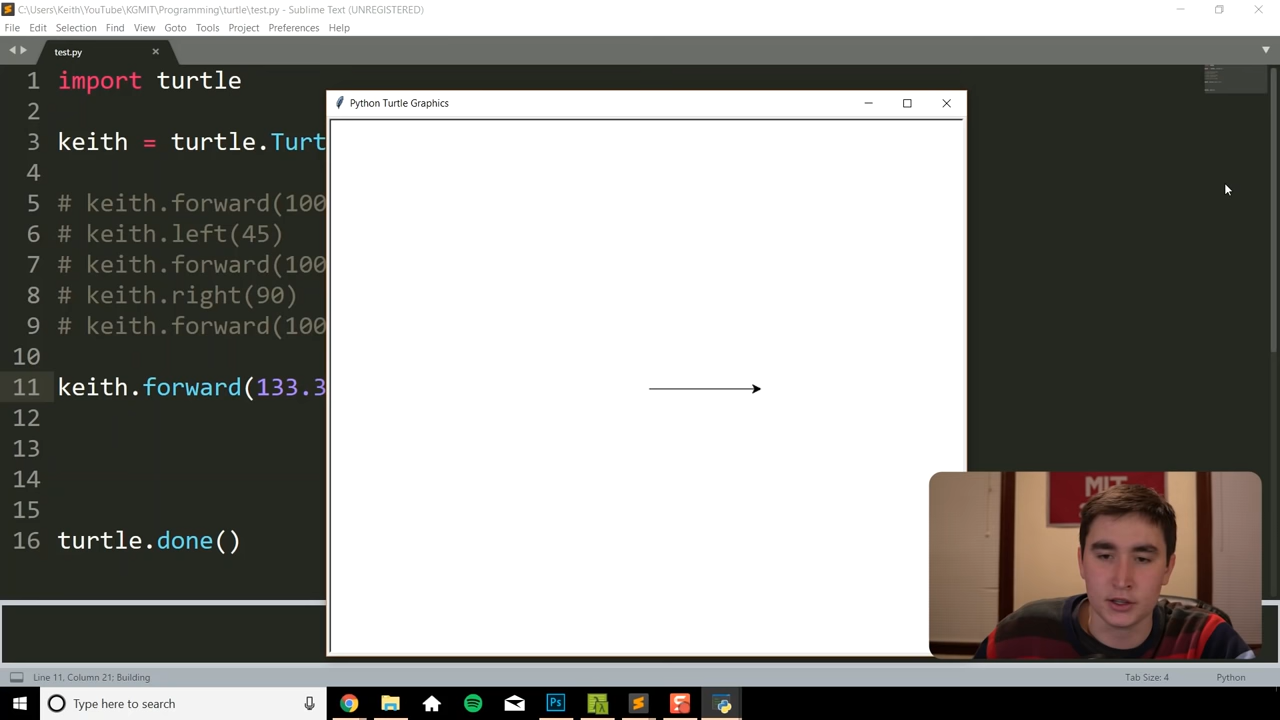 C:\Users\Keith\YouTube\KGMIT\Programming\turtle\test.py - Sublime Text (UNREGISTERED)
File Edit Selection Find View Goto Tools Project Preferences Help
test.py
1 import turtle
2
3 keith = turtle.Turt
4
5 # keith.forward(100
6 # keith.left(45)
7 # keith.forward(100
8 # keith.right(90)
9 # keith.forward(100
10
11 keith.forward(133.3
12
13
14
15
16 turtle.done()
Python Turtle Graphics
MIT
Line 11, Column 21; Building
Tab Size: 4
Python
Type here to search
Ps